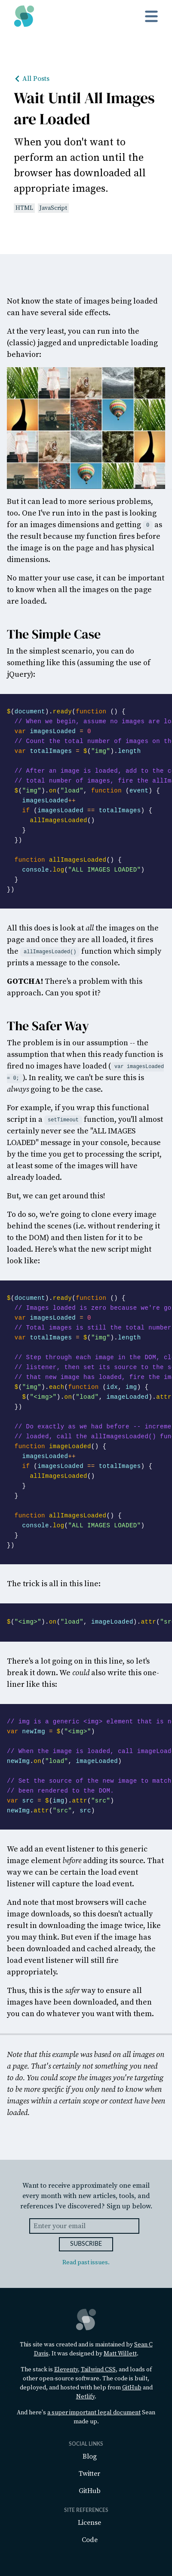 All Posts
Wait Until All Images
are Loaded
When you don't want to
perform an action until the
browser has downloaded all
appropriate images.
HTML JavaScript
Not know the state of images being loaded
can have several side effects.
At the very least, you can run into the
(classic) jagged and unpredictable loading
behavior:
But it can lead to more serious problems,
too. One I've run into in the past is looking
for an images dimensions and getting 0 as
the result because my function fires before
the image is on the page and has physical
dimensions.
No matter your use case, it can be important
to know when all the images on the page
are loaded.
The Simple Case
In the simplest scenario, you can do
something like this (assuming the use of
jQuery):
$(document).ready(function () {
// When we begin, assume no images are lo
var imagesLoaded = 0
// Count the total number of images on th
var totalImages = $("img").length
// After an image is loaded, add to the c
// total number of images, fire the allIm
$("img").on("load", function (event) {
imagesLoaded++
if (imagesLoaded == totalImages) {
allImagesLoaded()
}
})
function allImagesLoaded() {
console.log("ALL IMAGES LOADED")
}
})
All this does is look at all the images on the
page and once they are all loaded, it fires
the allImagesLoaded() function which simply
prints a message to the console.
GOTCHA! There's a problem with this
approach. Can you spot it?
The Safer Way
The problem is in our assumption -- the
assumption that when this ready function is
fired no images have loaded ( var imagesLoaded
= 0; ). In reality, we can't be sure this is
always going to be the case.
For example, if you wrap this functional
script in a setTimeout function, you'll almost
certainly never see the "ALL IMAGES
LOADED" message in your console, because
by the time you get to processing the script,
at least most of the images will have
already loaded.
But, we can get around this!
To do so, we're going to clone every image
behind the scenes (i.e. without rendering it
to the DOM) and then listen for it to be
loaded. Here's what the new script might
look like:
$(document).ready(function () {
// Images loaded is zero because we're go
var imagesLoaded = 0
// Total images is still the total number
var totalImages = $("img").length
// Step through each image in the DOM, cl
// listener, then set its source to the s
// that new image has loaded, fire the im
$("img").each(function (idx, img) {
$("<img>").on("load", imageLoaded).attr
})
// Do exactly as we had before -- increme
// loaded, call the allImagesLoaded() fun
function imageLoaded() {
imagesLoaded++
if (imagesLoaded == totalImages) {
allImagesLoaded()
}
}
function allImagesLoaded() {
console.log("ALL IMAGES LOADED")
}
})
The trick is all in this line:
$("<img>").on("load", imageLoaded).attr("sr
There's a lot going on in this line, so let's
break it down. We could also write this one-
liner like this:
// img is a generic <img> element that is n
var newImg = $("<img>")
// When the image is loaded, call imageLoad
newImg.on("load", imageLoaded)
// Set the source of the new image to match
// been rendered to the DOM.
var src = $(img).attr("src")
newImg.attr("src", src)
We add an event listener to this generic
image element before adding its source. That
way we can be certain the load event
listener will capture the load event.
And note that most browsers will cache
image downloads, so this doesn't actually
result in downloading the image twice, like
you may think. But even if the image has
been downloaded and cached already, the
load event listener will still fire
appropriately.
Thus, this is the safer way to ensure all
images have been downloaded, and then
you can do whatever you want with them.
Note that this example was based on all images on
a page. That's certainly not something you need
to do. You could scope the images you're targeting
to be more specific if you only need to know when
images within a certain scope or context have been
loaded.
Want to receive approximately one email
every month with new articles, tools, and
references I've discovered? Sign up below.
Enter your email
SUBSCRIBE
Read past issues.
This site was created and is maintained by Sean C
Davis. It was designed by Matt Willett.
The stack is Eleventy, Tailwind CSS, and loads of
other open-source software. The code is built,
deployed, and hosted with help from GitHub and
Netlify.
And here's a super important legal document Sean
made up.
SOCIAL LINKS
Blog
Twitter
GitHub
SITE REFERENCES
License
Code